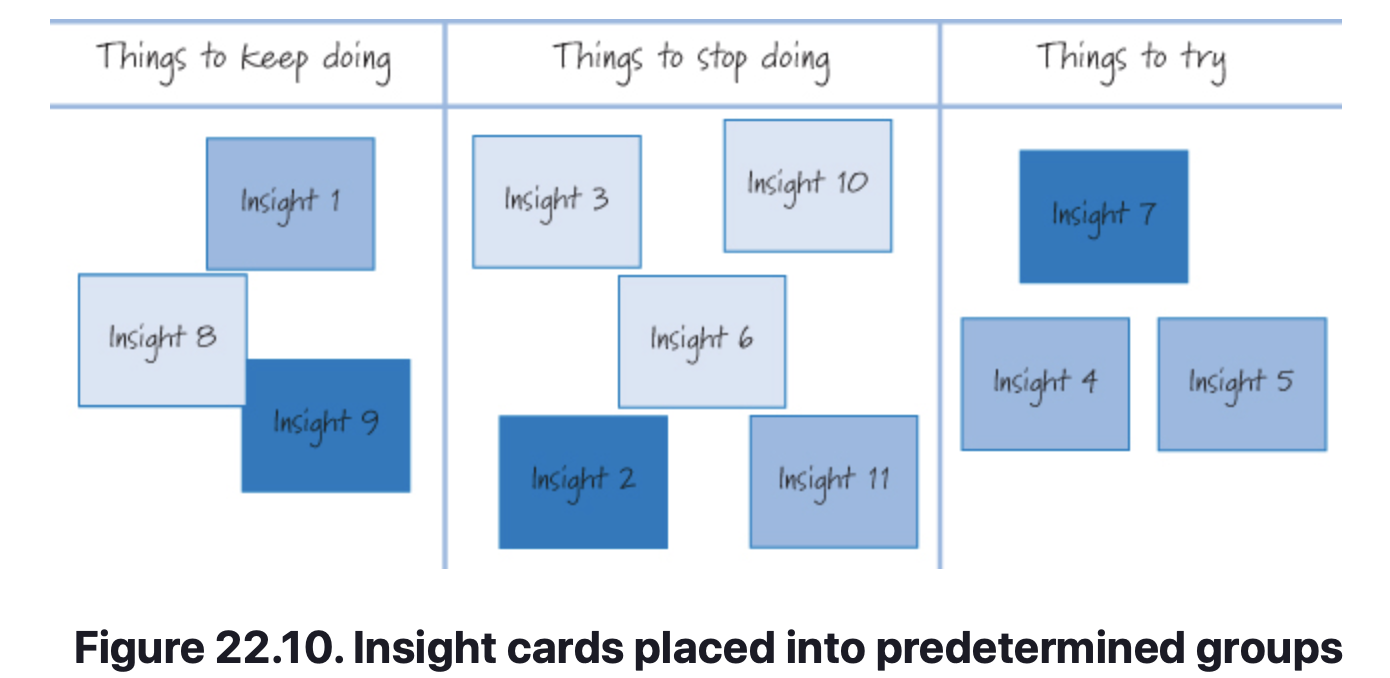 Things to keep doing
Things to stop doing
Things to try
Insight 1
Insight 8
Insight 9
Insight 3
Insight 10
Insight 6
Insight 2
Insight 11
Insight 7
Insight 4
Insight 5
Figure 22.10. Insight cards placed into predetermined groups